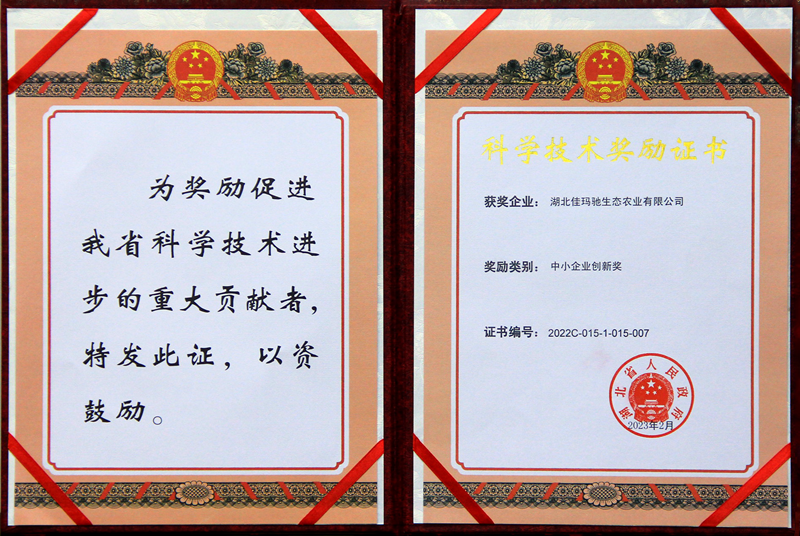 为奖励促进
我省科学技术进
步的重大贡献者，
特发此证，以资
鼓励。
科学技术奖励证书
获奖企业：湖北佳玛驰生态农业有限公司
奖励类别：中小企业创新奖
证书编号：2022C-015-1-015-007
湖北省人民政府
2023年2月